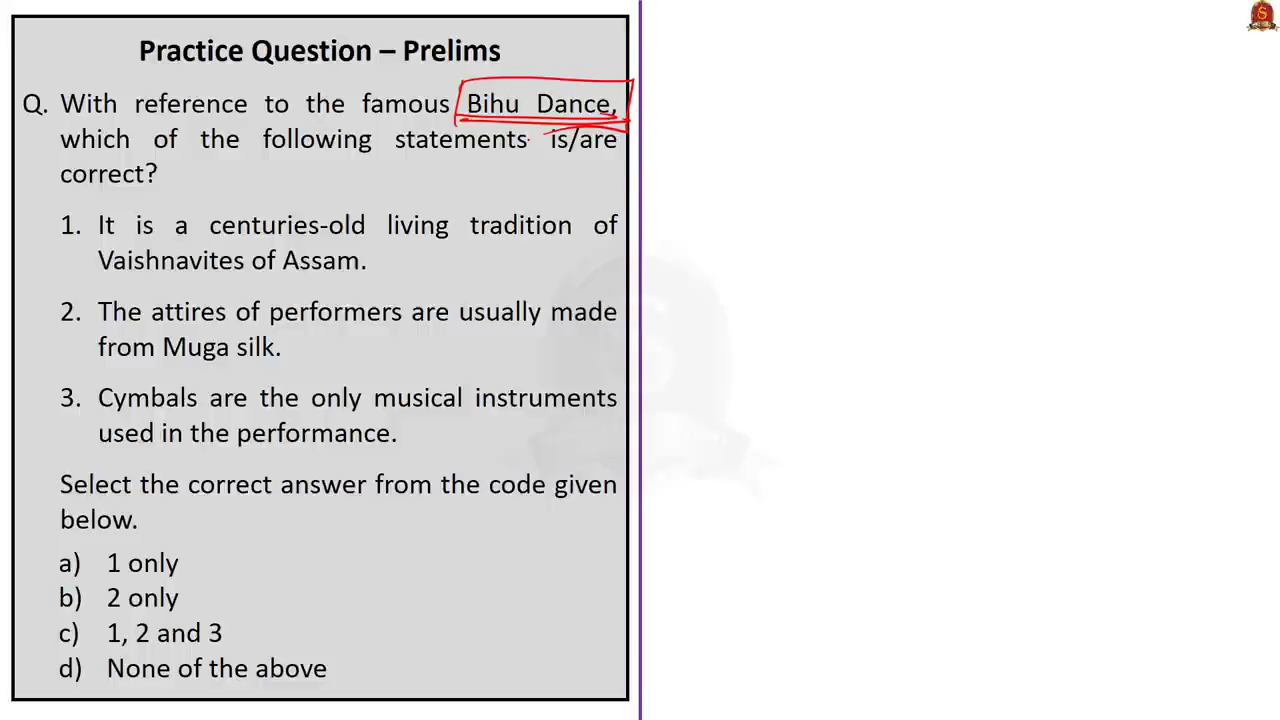 Practice Question – Prelims
Q. With reference to the famous Bihu Dance,
which of the following statements is/are
correct?
1. It is a centuries-old living tradition of
Vaishnavites of Assam.
2. The attires of performers are usually made
from Muga silk.
3. Cymbals are the only musical instruments
used in the performance.
Select the correct answer from the code given
below.
a) 1 only
b) 2 only
c) 1, 2 and 3
d) None of the above